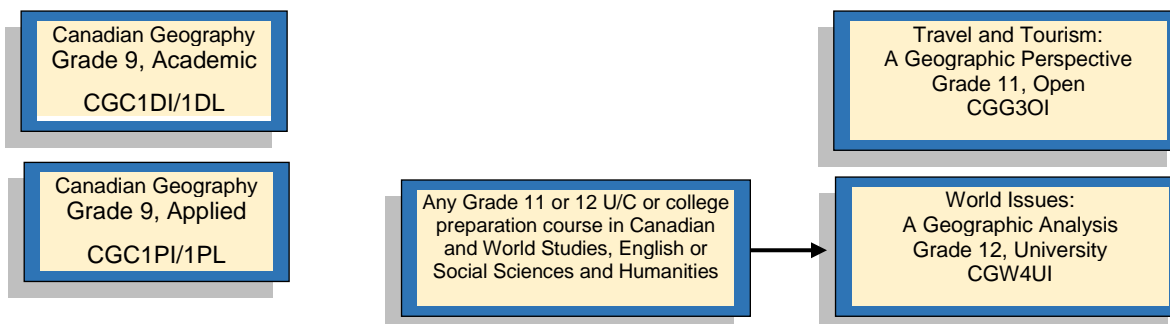 Canadian Geography
Grade 9, Academic
CGC1DI/1DL
Travel and Tourism:
A Geographic Perspective
Grade 11, Open
CGG3OI
Canadian Geography
Grade 9, Applied
CGC1PI/1PL
Any Grade 11 or 12 U/C or college
preparation course in Canadian
and World Studies, English or
Social Sciences and Humanities
World Issues:
A Geographic Analysis
Grade 12, University
CGW4UI